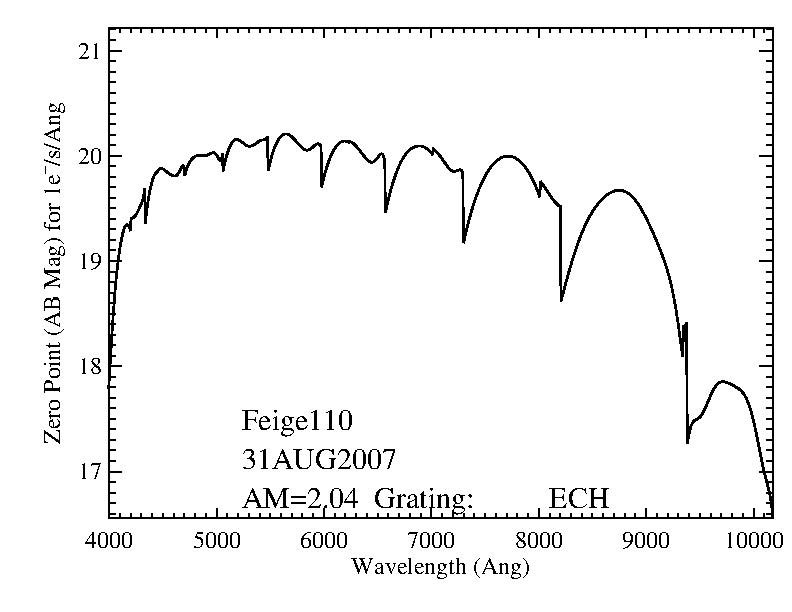 21
20
19
18
17
Zero Point (AB Mag) for 1e⁻/s/Ang
Feige110
31AUG2007
AM=2.04 Grating: ECH
4000 5000 6000 7000 8000 9000 10000
Wavelength (Ang)